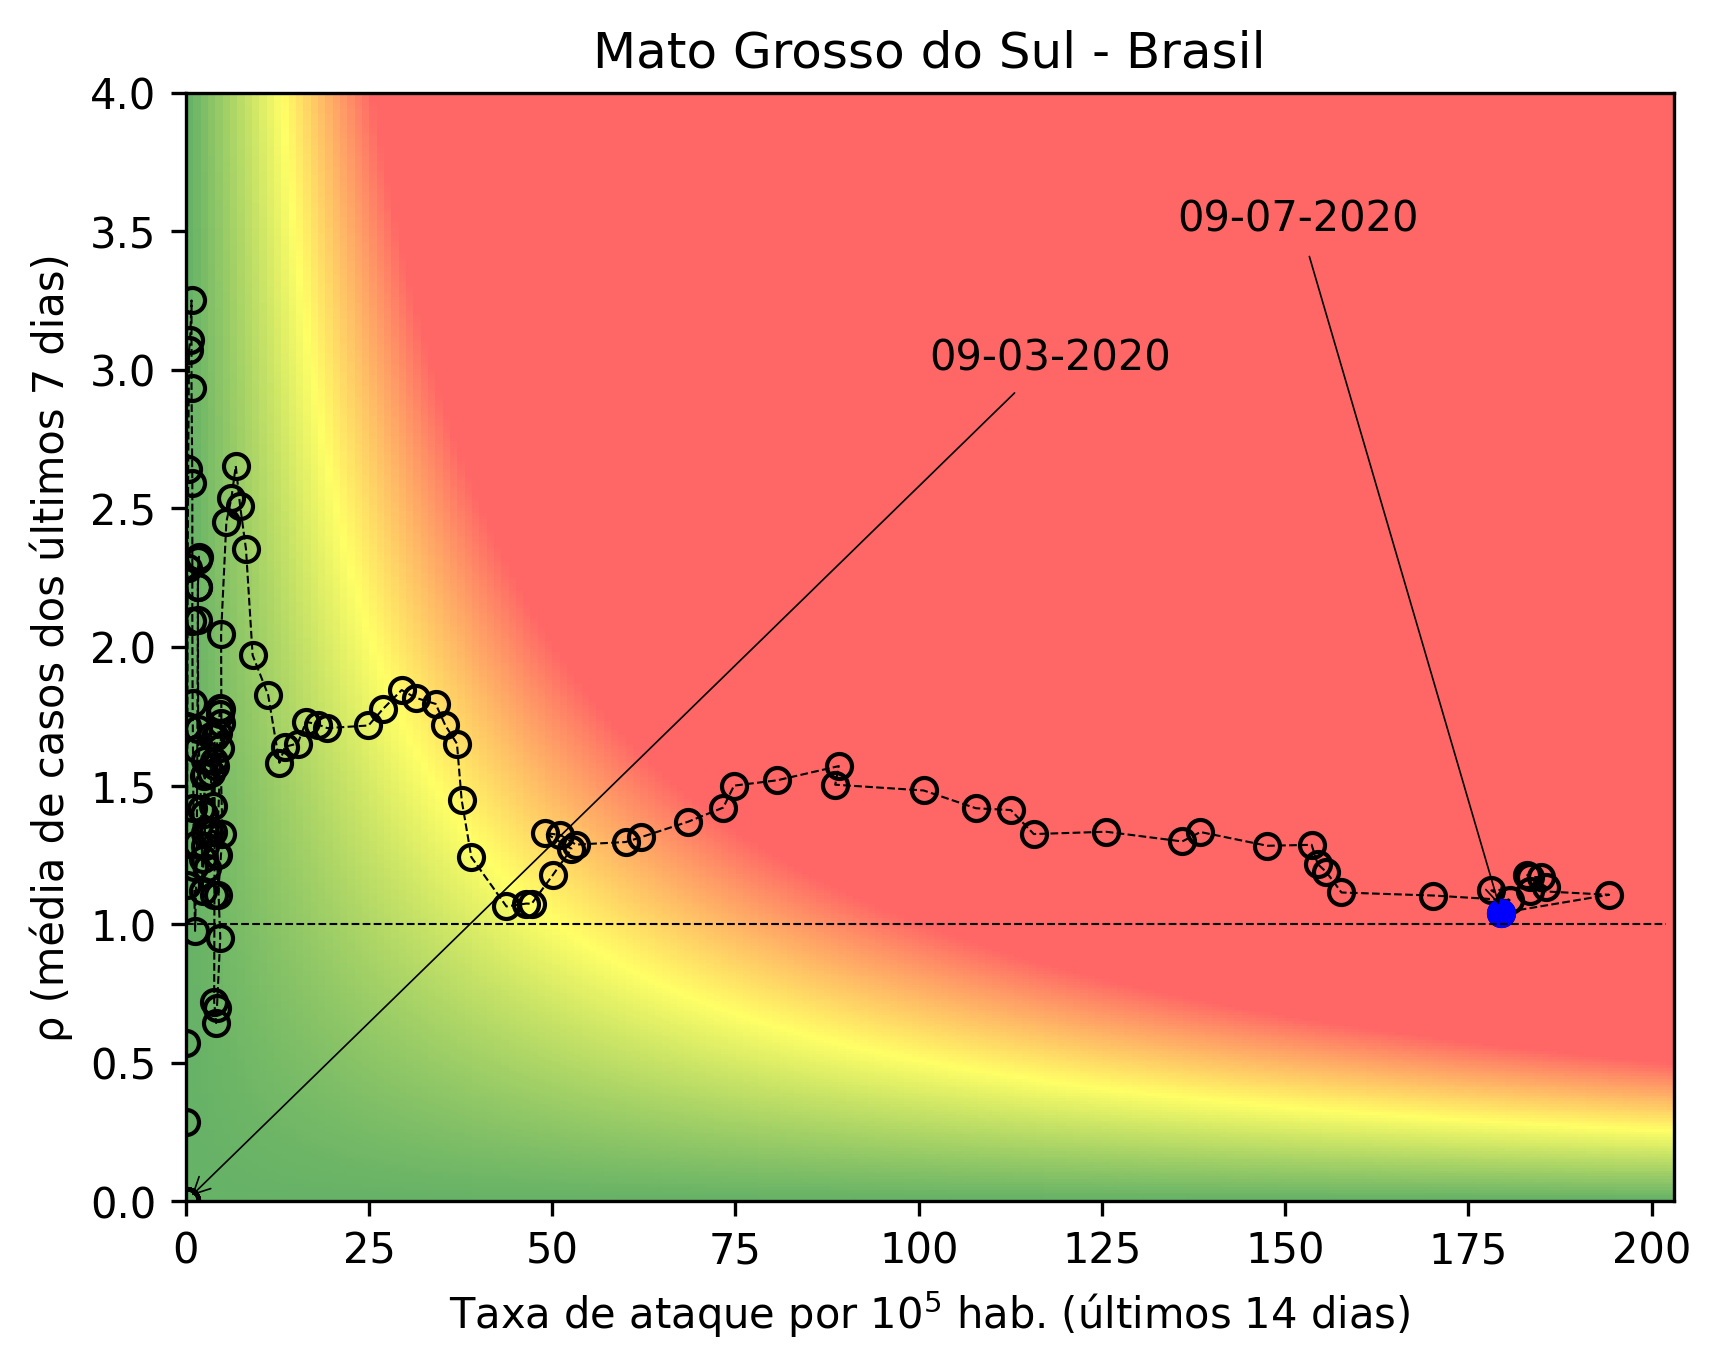 Mato Grosso do Sul - Brasil
4.0
3.5
3.0
2.5
2.0
1.5
1.0
0.5
0.0
ρ (média de casos dos últimos 7 dias)
09-07-2020
09-03-2020
0 25 50 75 100 125 150 175 200
Taxa de ataque por 10⁵ hab. (últimos 14 dias)